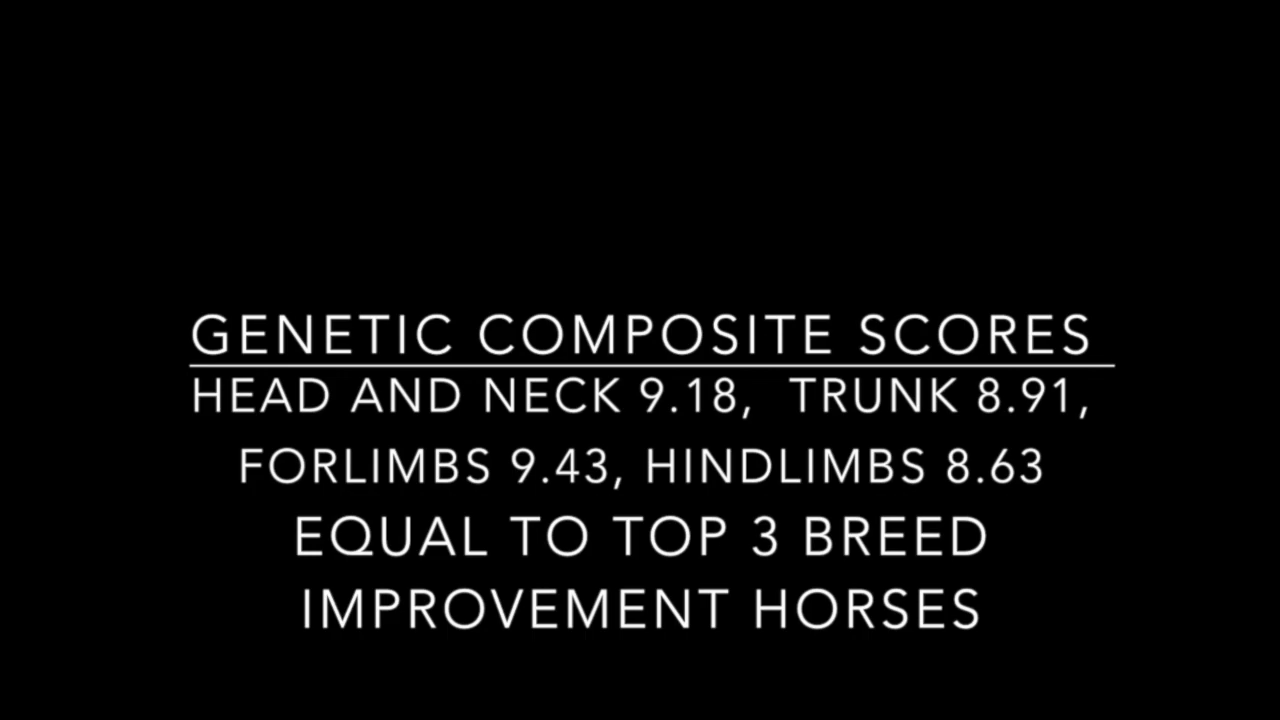 GENETIC COMPOSITE SCORES
HEAD AND NECK 9.18,  TRUNK 8.91,
FORLIMBS 9.43, HINDLIMBS 8.63
EQUAL TO TOP 3 BREED
IMPROVEMENT HORSES